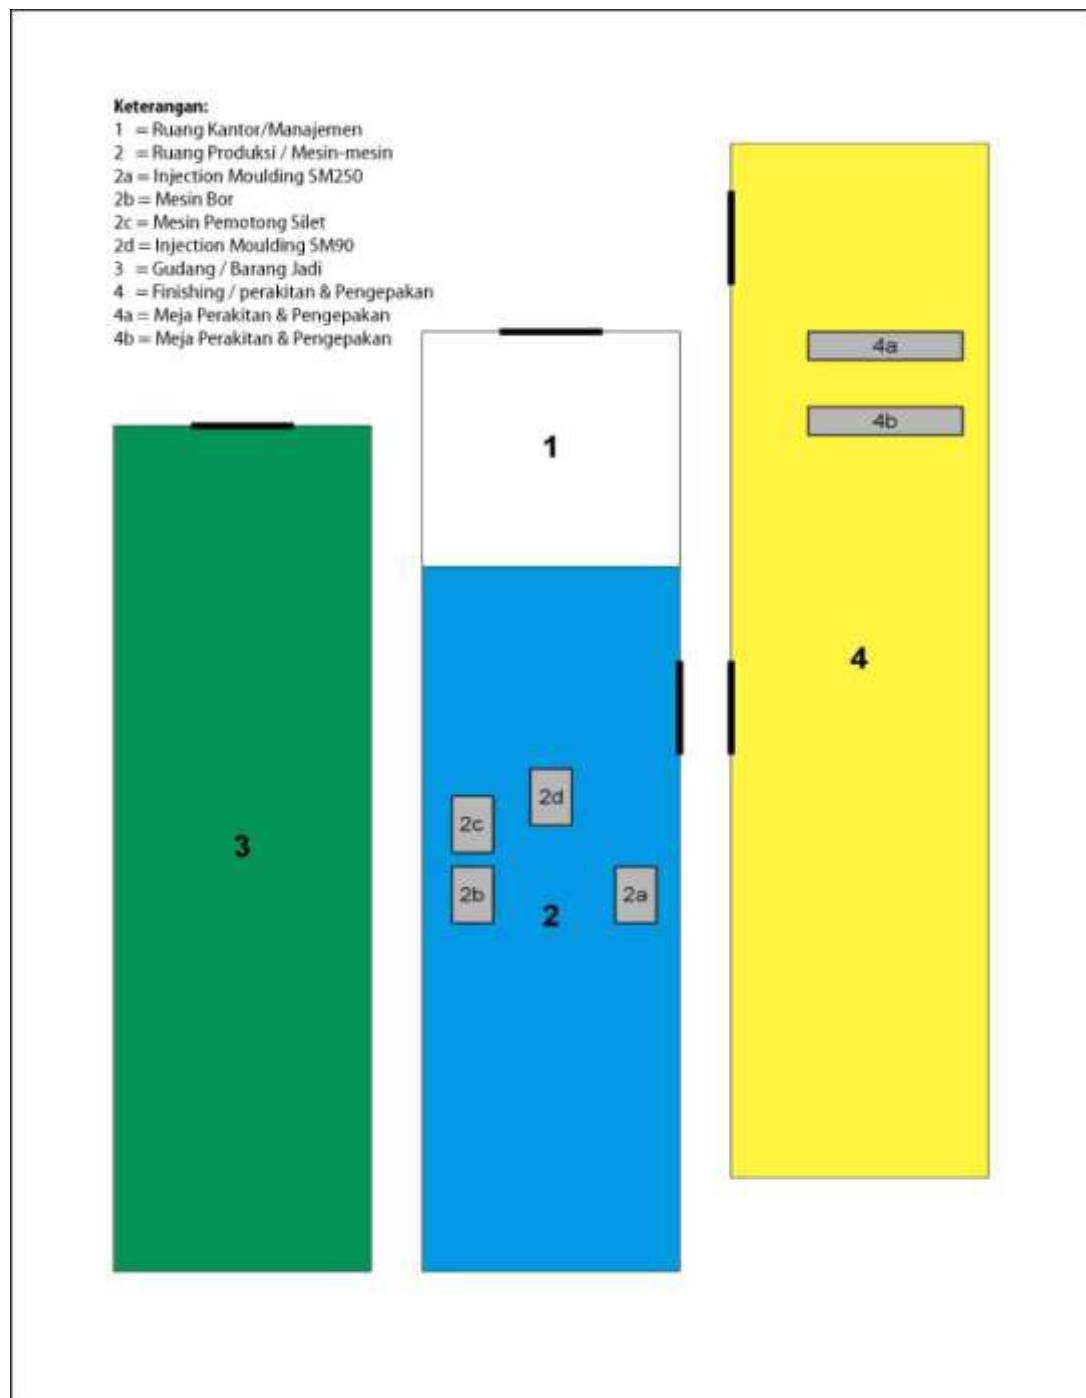 Keterangan:
1 = Ruang Kantor/Manajemen
2 = Ruang Produksi / Mesin-mesin
2a = Injection Moulding SM250
2b = Mesin Bor
2c = Mesin Pemotong Silet
2d = Injection Moulding SM90
3 = Gudang / Barang Jadi
4 = Finishing / perakitan & Pengepakan
4a = Meja Perakitan & Pengepakan
4b = Meja Perakitan & Pengepakan
4a
4b
1
4
2d
2c
3
2b
2
2a